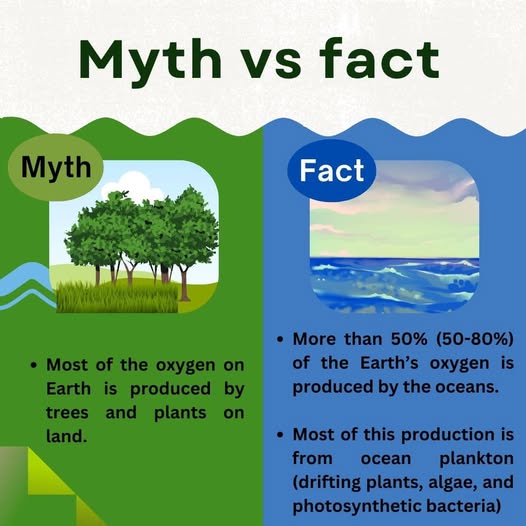 Myth vs fact
Myth
• Most of the oxygen on
Earth is produced by
trees and plants on
land.
Fact
• More than 50% (50-80%)
of the Earth's oxygen is
produced by the oceans.
• Most of this production is
from ocean plankton
(drifting plants, algae, and
photosynthetic bacteria)